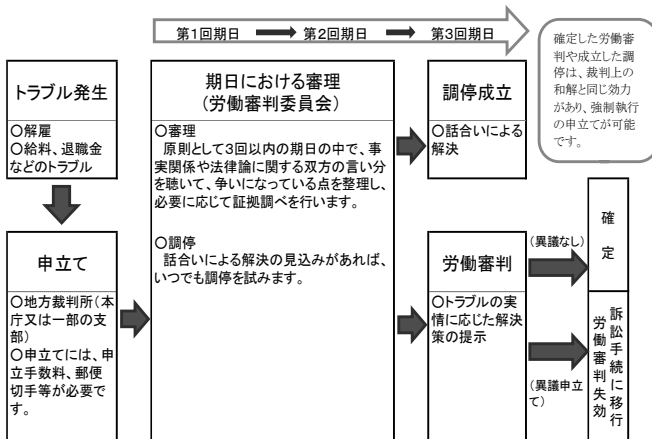 第1回期日
第2回期日
第3回期日
確定した労働審
判や成立した調
停は、裁判上の
和解と同じ効力
があり、強制執行
の申立てが可能
です。
トラブル発生
○解雇
○給料、退職金
などのトラブル
申立て
○地方裁判所(本
庁又は一部の支
部)
○申立てには、申
立手数料、郵便
切手等が必要で
す。
期日における審理
(労働審判委員会)
○審理
原則として3回以内の期日の中で、事
実関係や法律論に関する双方の言い分
を聴いて、争いになっている点を整理し、
必要に応じて証拠調べを行います。
○調停
話合いによる解決の見込みがあれば、
いつでも調停を試みます。
調停成立
○話合いによる
解決
労働審判
○トラブルの実
情に応じた解決
策の提示
(異議なし)
確定
(異議申立
て)
訴訟手続に移行
労働審判失効